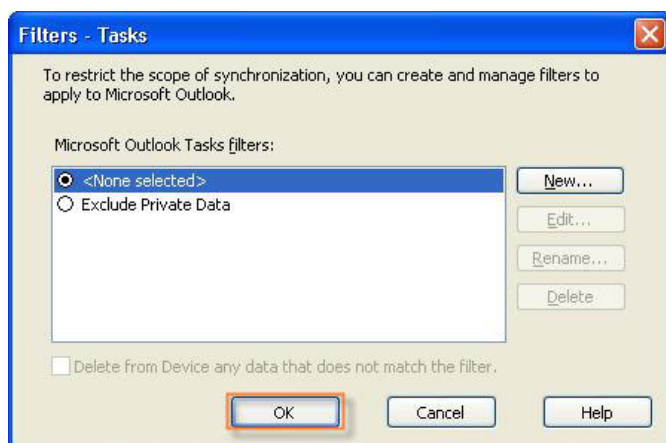 Filters - Tasks
To restrict the scope of synchronization, you can create and manage filters to
apply to Microsoft Outlook.
Microsoft Outlook Tasks filters:
<None selected>
Exclude Private Data
New...
Edit...
Rename...
Delete
Delete from Device any data that does not match the filter.
OK
Cancel
Help